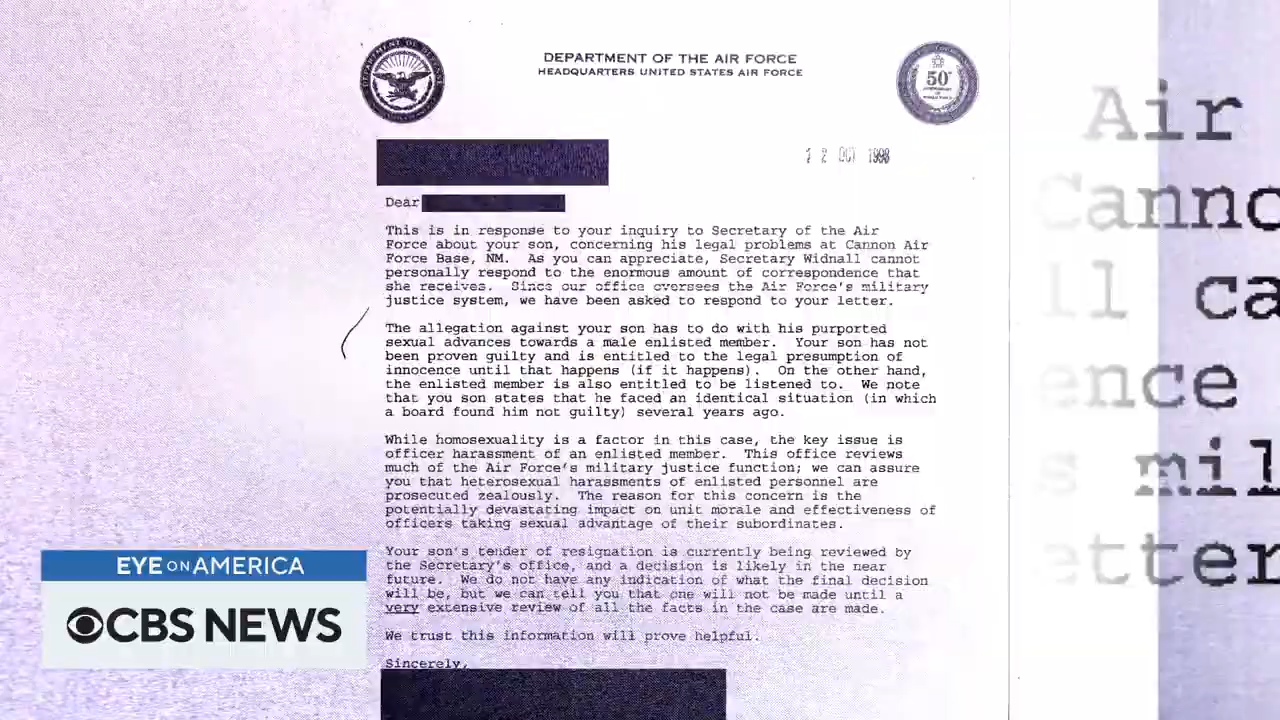 DEPARTMENT OF THE AIR FORCE
HEADQUARTERS UNITED STATES AIR FORCE
DEPARTMENT OF DEFENSE
50
Dear
This is in response to your inquiry to Secretary of the Air
Force about your son, concerning his legal problems at Cannon Air
Force Base, NM. As you can appreciate, Secretary Widnall cannot
personally respond to the enormous amount of correspondence that
she receives. Since our office oversees the Air Force's military
justice system, we have been asked to respond to your letter.
The allegation against your son has to do with his purported
sexual advances towards a male enlisted member. Your son has not
been proven guilty and is entitled to the legal presumption of
innocence until that happens (if it happens). On the other hand,
the enlisted member is also entitled to be listened to. We note
that you son states that he faced an identical situation (in which
a board found him not guilty) several years ago.
While homosexuality is a factor in this case, the key issue is
officer harassment of an enlisted member. This office reviews
much of the Air Force's military justice function; we can assure
you that heterosexual harassments of enlisted personnel are
prosecuted zealously. The reason for this concern is the
potentially devastating impact on unit morale and effectiveness of
officers taking sexual advantage of their subordinates.
Your son's tender of resignation is currently being reviewed by
the Secretary's office, and a decision is likely in the near
future. We do not have any indication of what the final decision
will be, but we can tell you that one will not be made until a
very extensive review of all the facts in the case are made.
We trust this information will prove helpful.
Sincerely,
Air
Canno
ll ca
ence
s mil
etter
EYE ON AMERICA
CBS NEWS